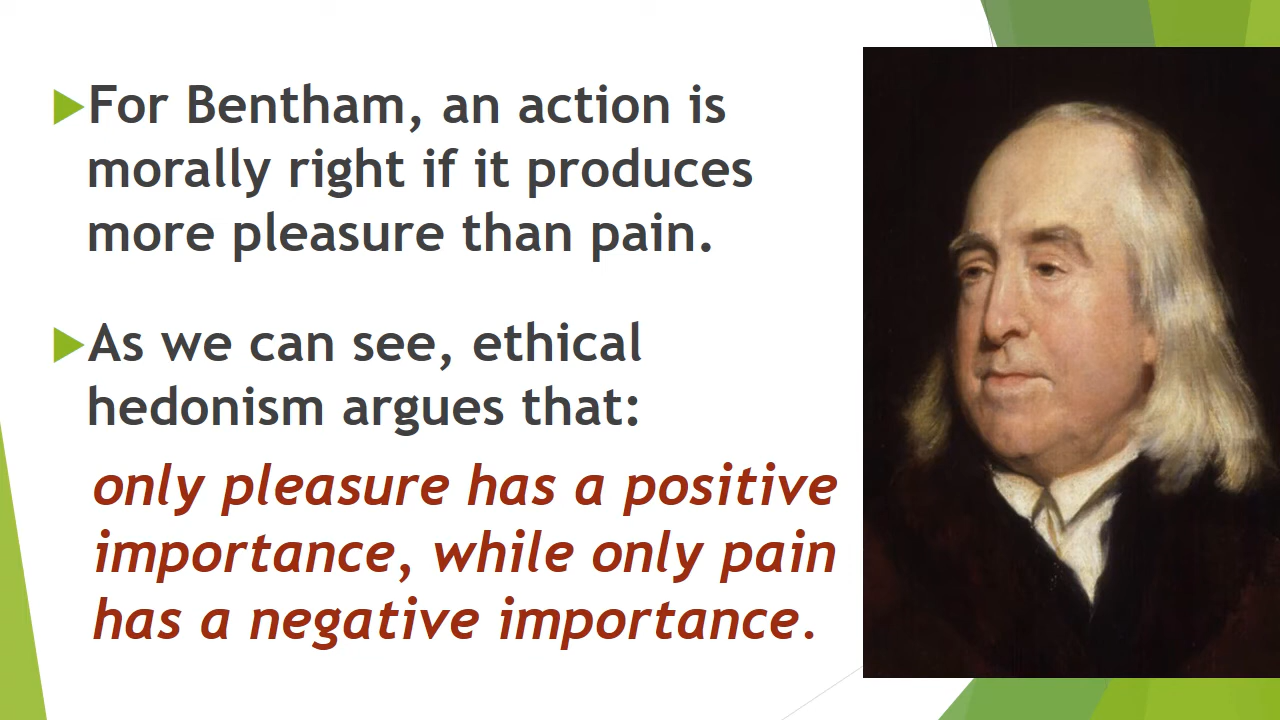 For Bentham, an action is
morally right if it produces
more pleasure than pain.
As we can see, ethical
hedonism argues that:
only pleasure has a positive
importance, while only pain
has a negative importance.